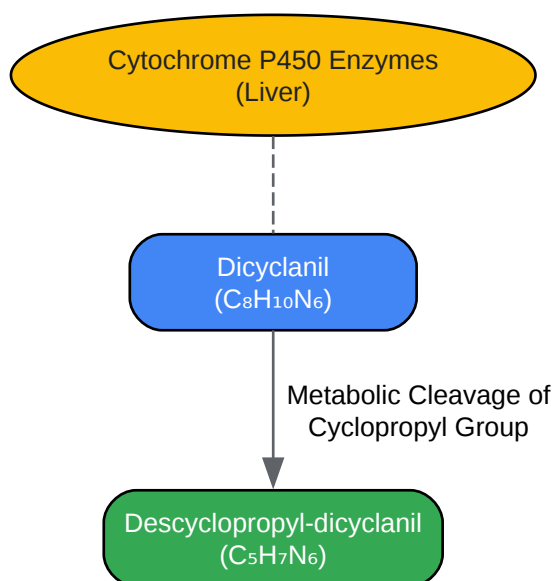 Cytochrome P450 Enzymes
(Liver)
Dicyclanil
(C₈H₁₀N₆)
Metabolic Cleavage of
Cyclopropyl Group
Descyclopropyl-dicyclanil
(C₅H₇N₆)